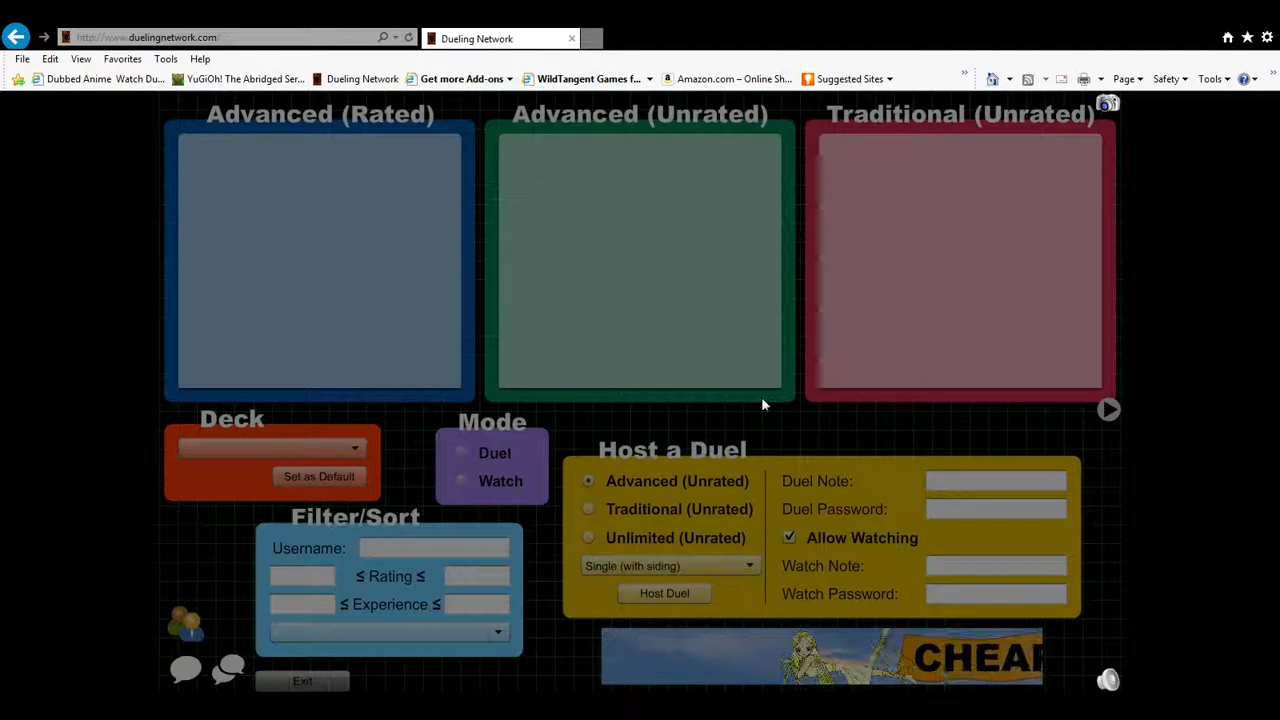 http://www.duelingnetwork.com/
Dueling Network
File Edit View Favorites Tools Help
Dubbed Anime Watch Du... YuGiOh! The Abridged Ser... Dueling Network Get more Add-ons WildTangent Games f... Amazon.com – Online Sh... Suggested Sites Page Safety Tools
Advanced (Rated) Advanced (Unrated) Traditional (Unrated)
Deck
Set as Default
Mode
Duel
Watch
Filter/Sort
Username:
≤ Rating ≤
≤ Experience ≤
Host a Duel
Advanced (Unrated)
Traditional (Unrated)
Unlimited (Unrated)
Single (with siding)
Host Duel
Duel Note:
Duel Password:
Allow Watching
Watch Note:
Watch Password:
Exit